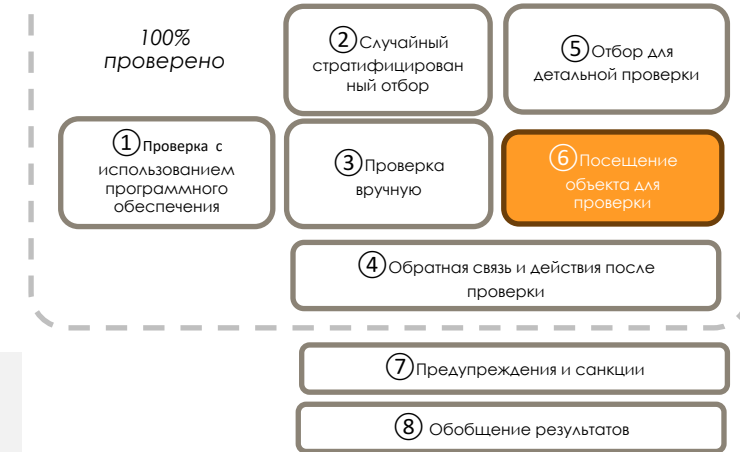 100%
проверено
②Случайный
стратифицирован
ный отбор
⑤Отбор для
детальной проверки
①Проверка с
использованием
программного
обеспечения
③Проверка
вручную
⑥Посещение
объекта для
проверки
④Обратная связь и действия после
проверки
⑦Предупреждения и санкции
⑧ Обобщение результатов